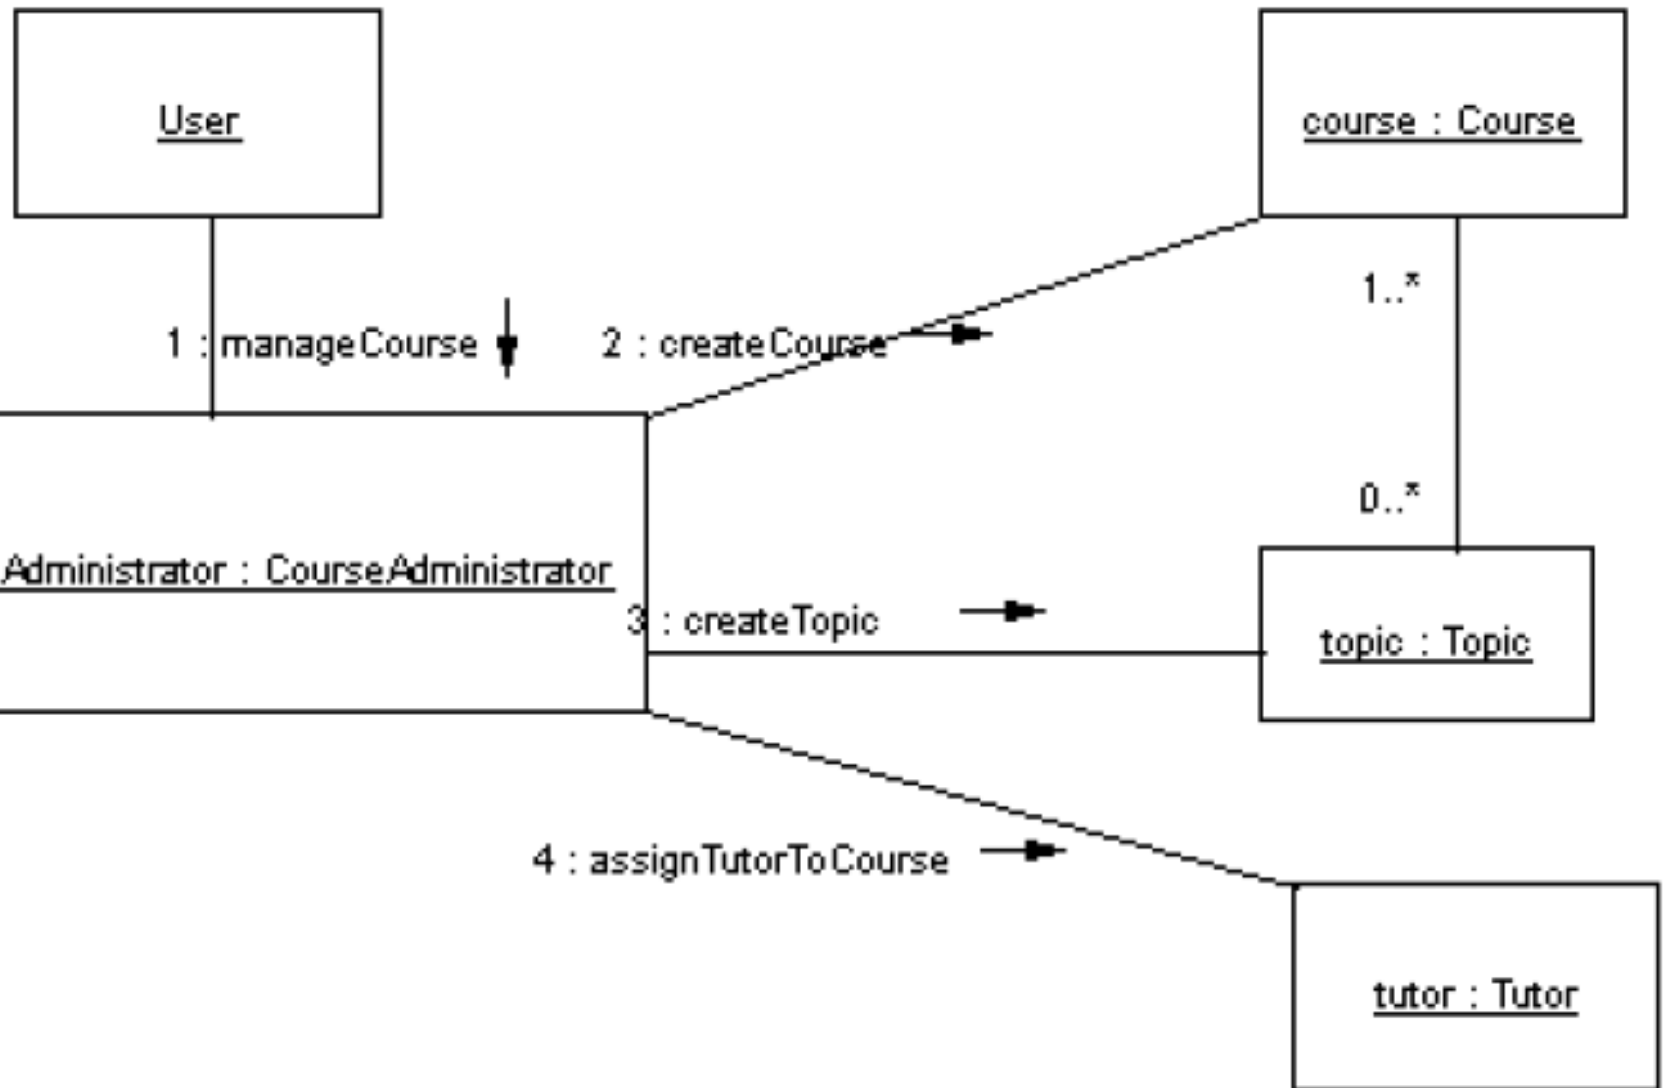 User
course : Course
1..*
1 : manageCourse
2 : createCourse
0..*
Administrator : CourseAdministrator
3 : createTopic
topic : Topic
4 : assignTutorToCourse
tutor : Tutor